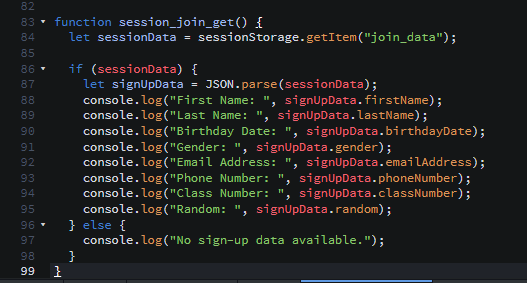 82
83 function session_join_get() {
84 let sessionData = sessionStorage.getItem("join_data");
85
86 if (sessionData) {
87 let signUpData = JSON.parse(sessionData);
88 console.log("First Name: ", signUpData.firstName);
89 console.log("Last Name: ", signUpData.lastName);
90 console.log("Birthday Date: ", signUpData.birthdayDate);
91 console.log("Gender: ", signUpData.gender);
92 console.log("Email Address: ", signUpData.emailAddress);
93 console.log("Phone Number: ", signUpData.phoneNumber);
94 console.log("Class Number: ", signUpData.classNumber);
95 console.log("Random: ", signUpData.random);
96 } else {
97 console.log("No sign-up data available.");
98 }
99 }